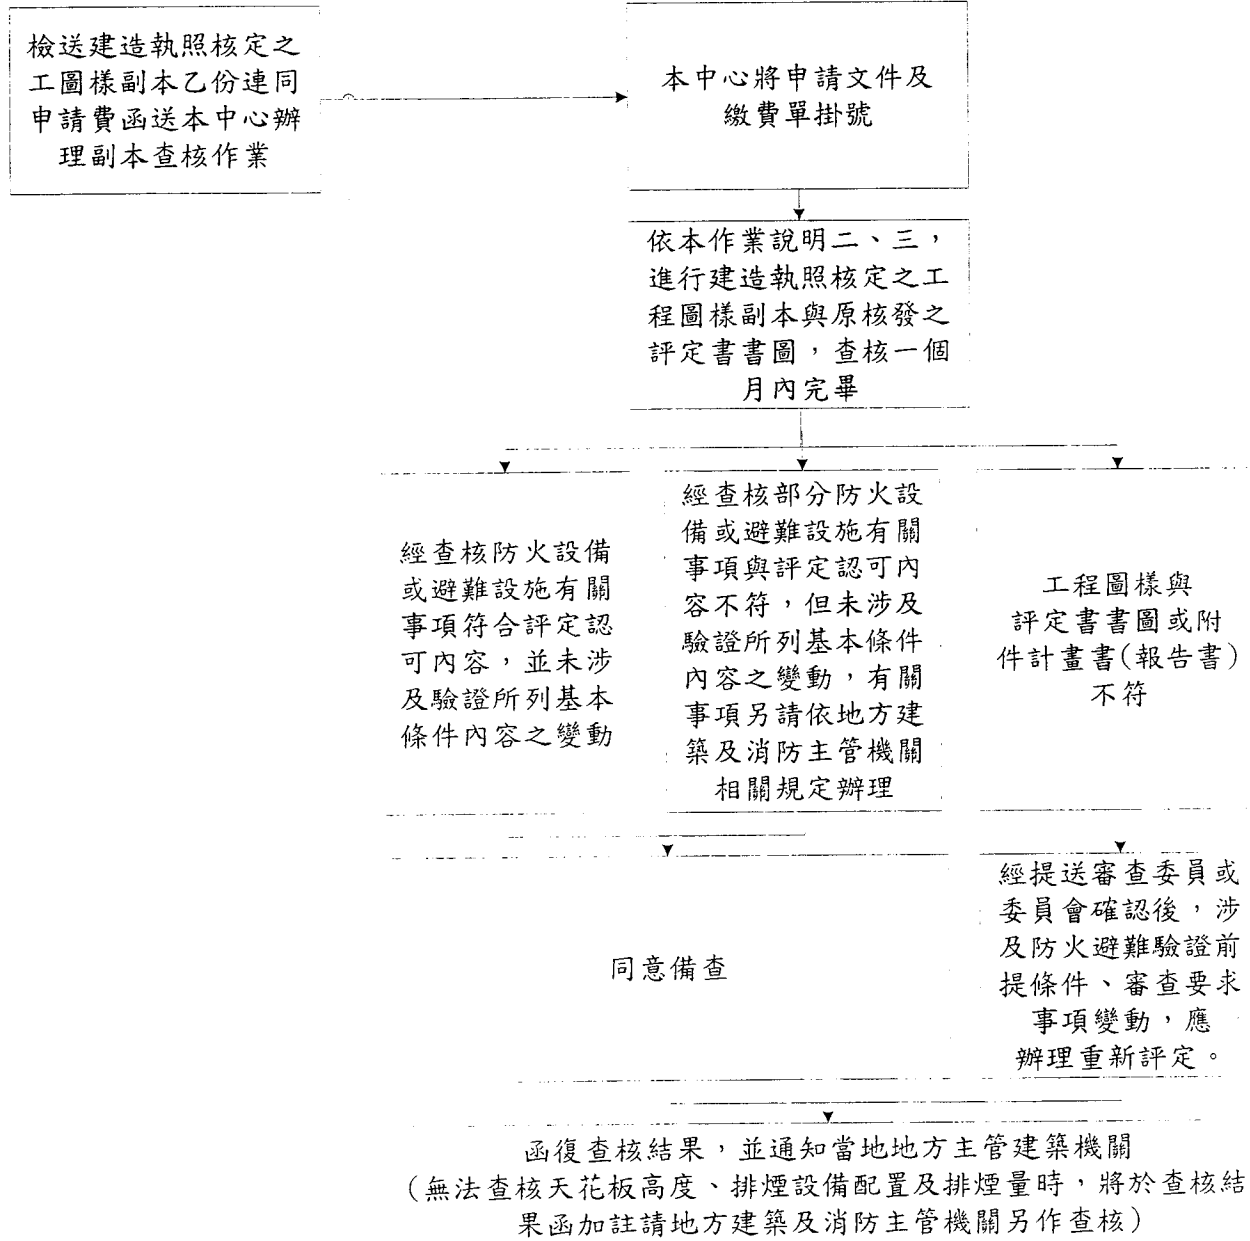 檢送建造執照核定之
工圖樣副本乙份連同
申請費函送本中心辦
理副本查核作業
本中心將申請文件及
繳費單掛號
依本作業說明二、三，
進行建造執照核定之工
程圖樣副本與原核發之
評定書書圖，查核一個
月內完畢
經查核防火設備
或避難設施有關
事項符合評定認
可內容，並未涉
及驗證所列基本
條件內容之變動
經查核部分防火設
備或避難設施有關
事項與評定認可內
容不符，但未涉及
驗證所列基本條件
內容之變動，有關
事項另請依地方建
築及消防主管機關
相關規定辦理
工程圖樣與
評定書書圖或附
件計畫書(報告書)
不符
同意備查
經提送審查委員或
委員會確認後，涉
及防火避難驗證前
提條件、審查要求
事項變動，應
辦理重新評定。
函復查核結果，並通知當地地方主管建築機關
（無法查核天花板高度、排煙設備配置及排煙量時，將於查核結
果函加註請地方建築及消防主管機關另作查核）